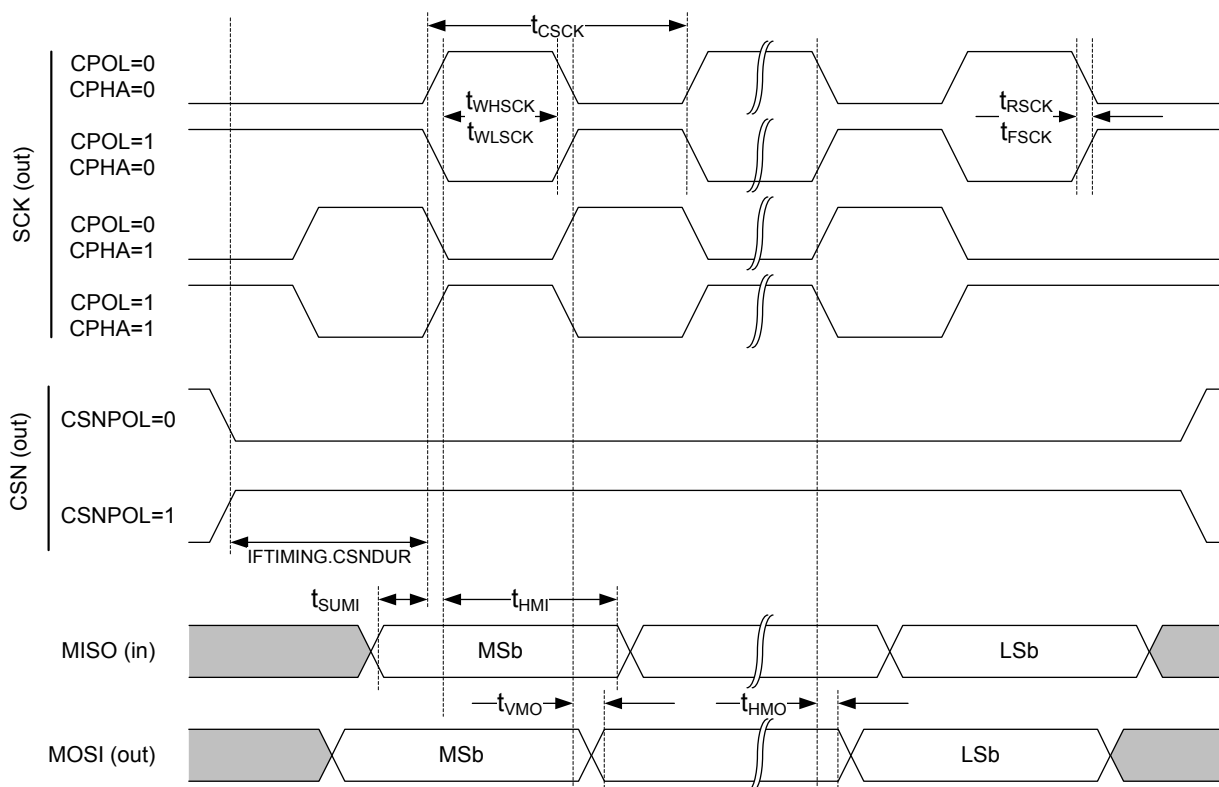 tCSCK
SCK (out)
CPOL=0
CPHA=0
tWHSCK
tWLSCK
tRSCK
tFSCK
CPOL=1
CPHA=0
CPOL=0
CPHA=1
CPOL=1
CPHA=1
CSN (out)
CSNPOL=0
CSNPOL=1
IFTIMING.CSNDUR
tSUMI
tHMI
MISO (in)
MSb
LSb
tVMO
tHMO
MOSI (out)
MSb
LSb